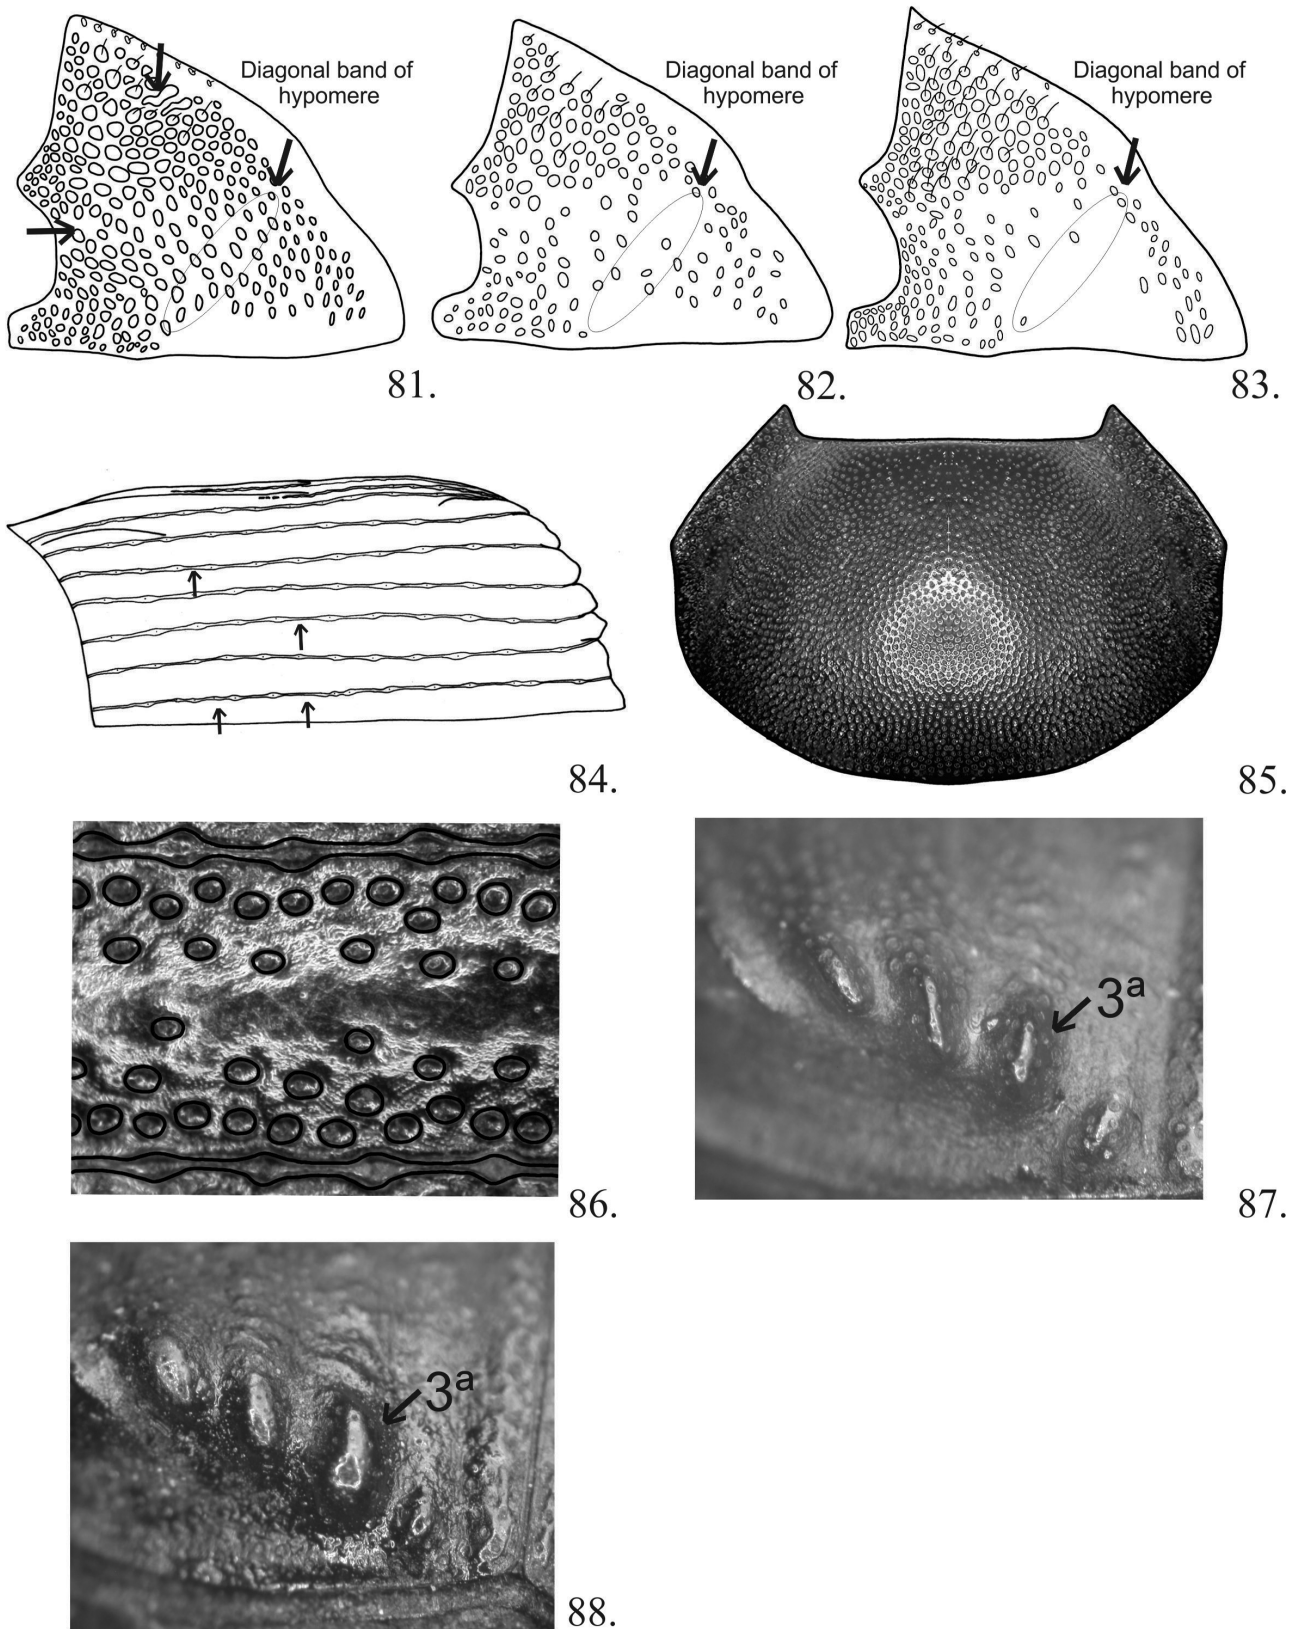 Diagonal band of
hypomere
Diagonal band of
hypomere
Diagonal band of
hypomere
81.
82.
83.
84.
85.
3ª
86.
87.
3ª
88.